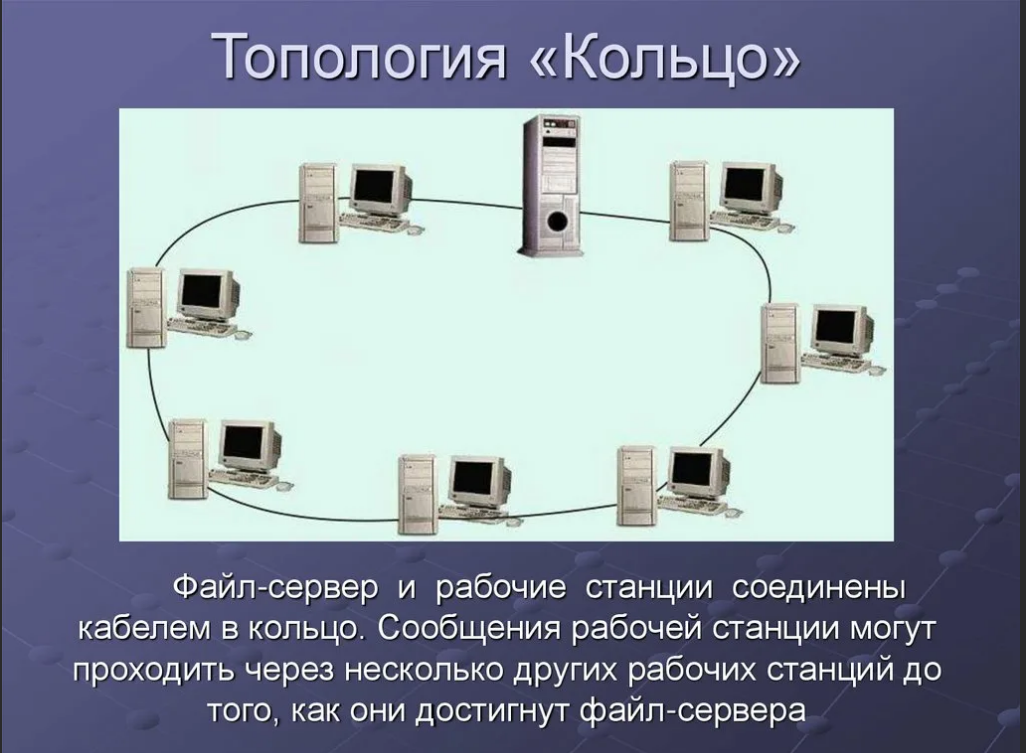 Топология «Кольцо»
Файл-сервер и рабочие станции соединены
кабелем в кольцо. Сообщения рабочей станции могут
проходить через несколько других рабочих станций до
того, как они достигнут файл-сервера